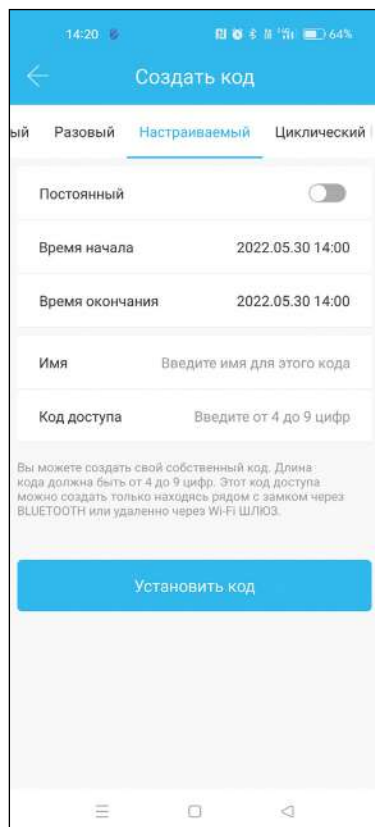 14:20 64%
Создать код
ый Разовый Настраиваемый Циклический
Постоянный
Время начала 2022.05.30 14:00
Время окончания 2022.05.30 14:00
Имя Введите имя для этого кода
Код доступа Введите от 4 до 9 цифр
Вы можете создать свой собственный код. Длина
кода должна быть от 4 до 9 цифр. Этот код доступа
можно создать только находясь рядом с замком через
BLUETOOTH или удаленно через Wi-Fi ШЛЮЗ.
Установить код